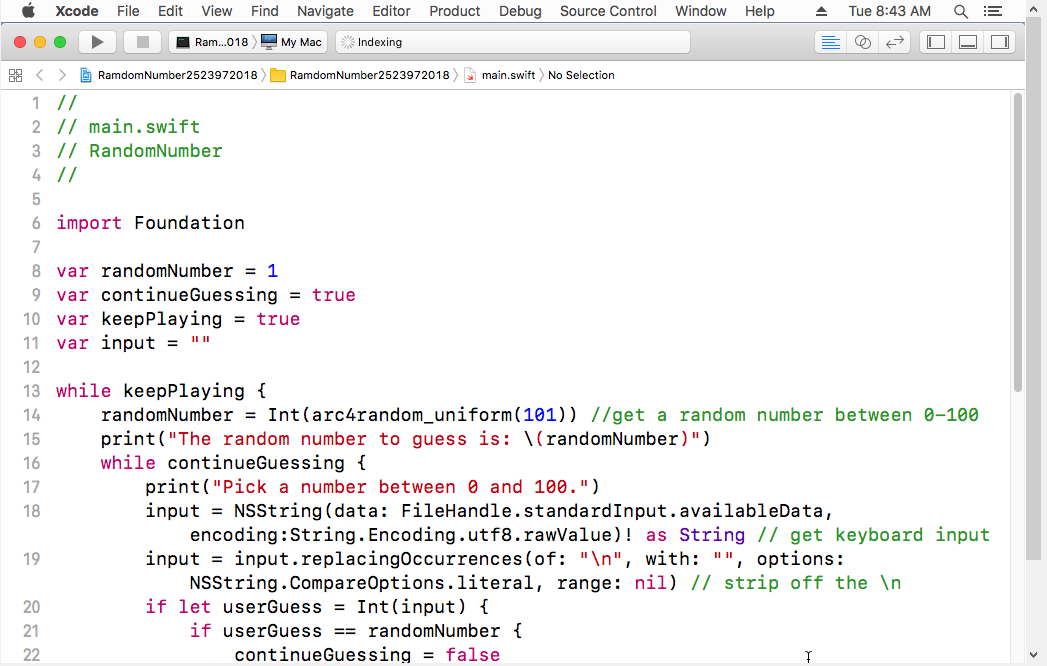 Xcode File Edit View Find Navigate Editor Product Debug Source Control Window Help Tue 8:43 AM
Ram...018 〉 My Mac Indexing
RamdomNumber2523972018 〉 RamdomNumber2523972018 〉 main.swift 〉 No Selection
1 //
2 // main.swift
3 // RandomNumber
4 //
5
6 import Foundation
7
8 var randomNumber = 1
9 var continueGuessing = true
10 var keepPlaying = true
11 var input = ""
12
13 while keepPlaying {
14 randomNumber = Int(arc4random_uniform(101)) //get a random number between 0-100
15 print("The random number to guess is: \(randomNumber)")
16 while continueGuessing {
17 print("Pick a number between 0 and 100.")
18 input = NSString(data: FileHandle.standardInput.availableData,
encoding:String.Encoding.utf8.rawValue)! as String // get keyboard input
19 input = input.replacingOccurrences(of: "\n", with: "", options:
NSString.CompareOptions.literal, range: nil) // strip off the \n
20 if let userGuess = Int(input) {
21 if userGuess == randomNumber {
22 continueGuessing = false